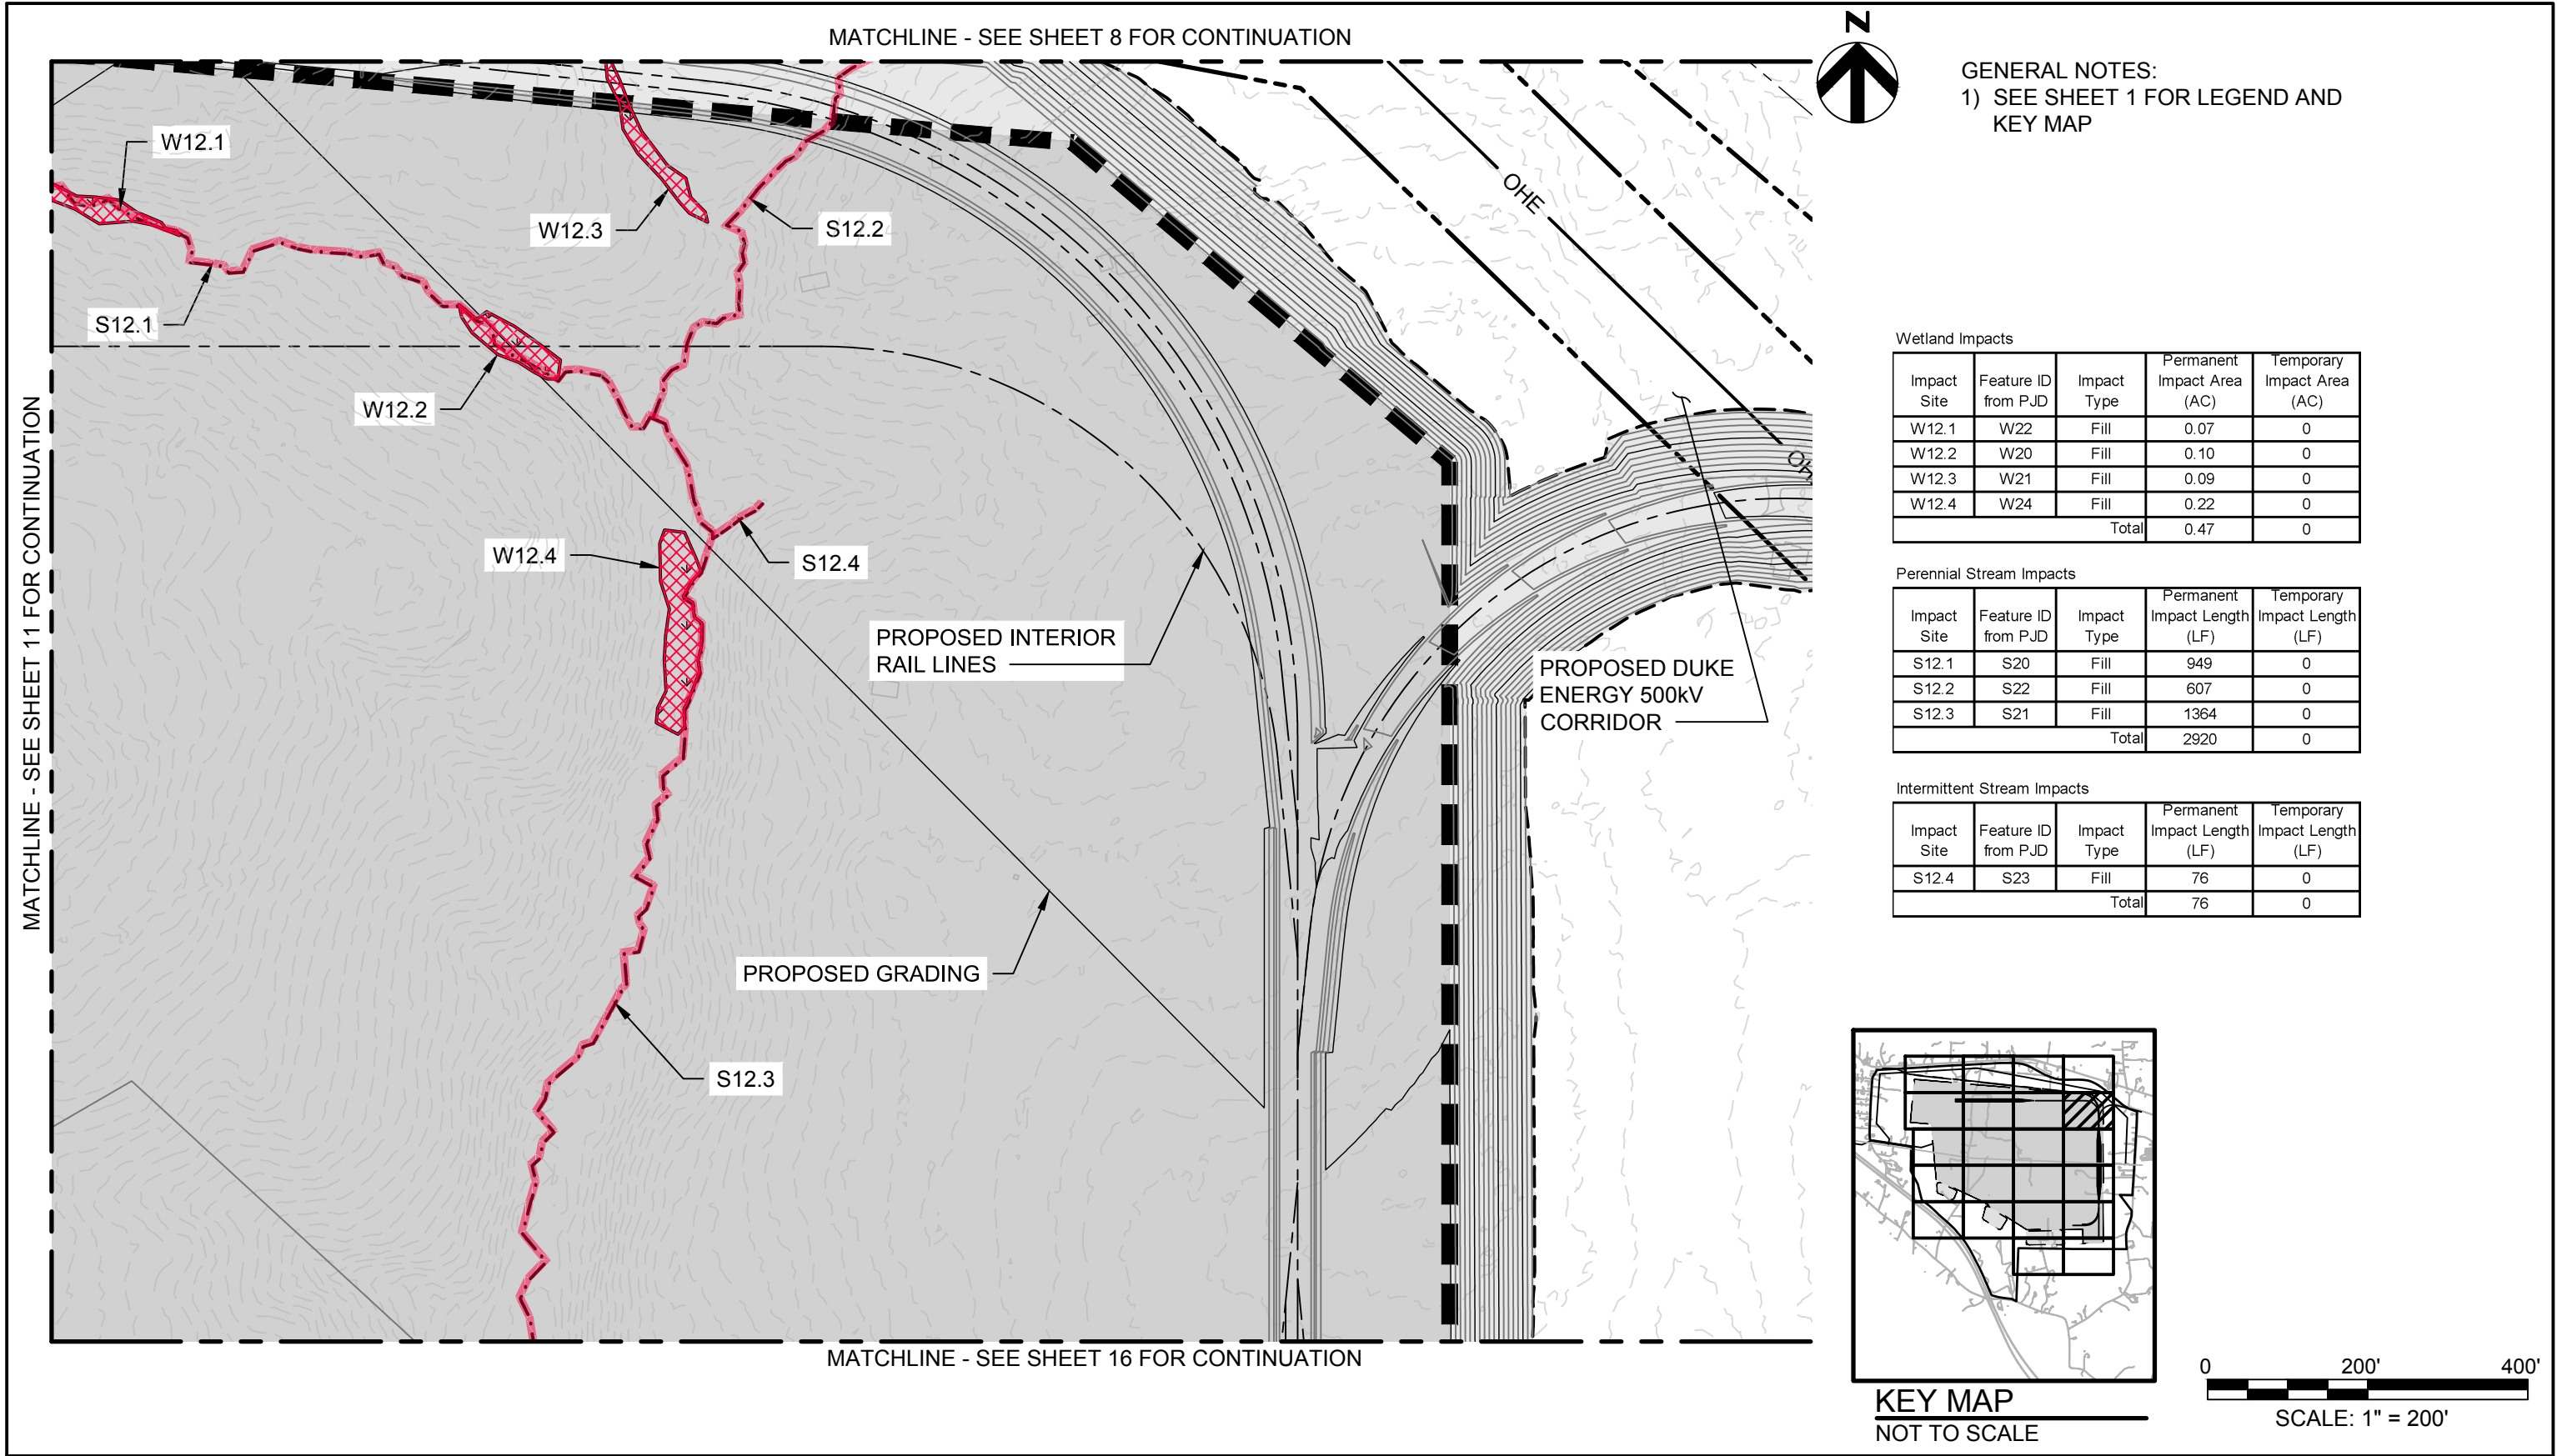 MATCHLINE - SEE SHEET 8 FOR CONTINUATION
N
GENERAL NOTES:
1) SEE SHEET 1 FOR LEGEND AND
KEY MAP
W12.1
W12.3
S12.2
OHE
S12.1
W12.2
MATCHLINE - SEE SHEET 11 FOR CONTINUATION
W12.4
S12.4
PROPOSED INTERIOR
RAIL LINES
PROPOSED DUKE
ENERGY 500kV
CORRIDOR
PROPOSED GRADING
S12.3
MATCHLINE - SEE SHEET 16 FOR CONTINUATION
Wetland Impacts
Impact Site Feature ID from PJD Impact Type Permanent Impact Area (AC) Temporary Impact Area (AC)
W12.1 W22 Fill 0.07 0
W12.2 W20 Fill 0.10 0
W12.3 W21 Fill 0.09 0
W12.4 W24 Fill 0.22 0
Total 0.47 0
Perennial Stream Impacts
Impact Site Feature ID from PJD Impact Type Permanent Impact Length (LF) Temporary Impact Length (LF)
S12.1 S20 Fill 949 0
S12.2 S22 Fill 607 0
S12.3 S21 Fill 1364 0
Total 2920 0
Intermittent Stream Impacts
Impact Site Feature ID from PJD Impact Type Permanent Impact Length (LF) Temporary Impact Length (LF)
S12.4 S23 Fill 76 0
Total 76 0
KEY MAP
NOT TO SCALE
0 200' 400'
SCALE: 1" = 200'